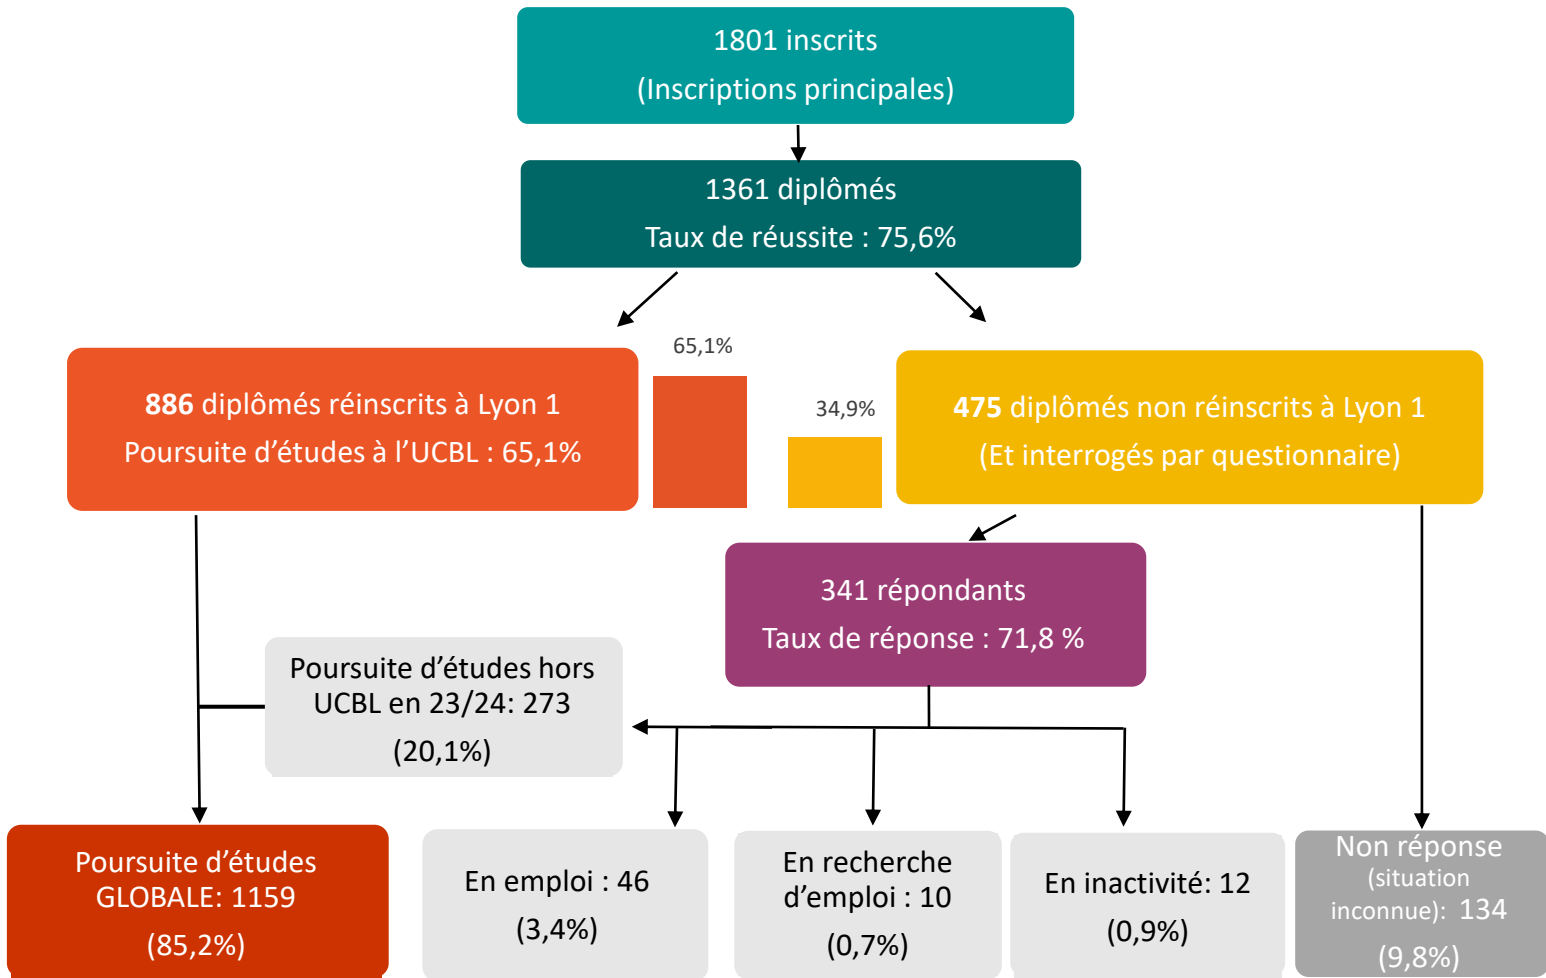 1801 inscrits
(Inscriptions principales)
1361 diplômés
Taux de réussite : 75,6%
886 diplômés réinscrits à Lyon 1
Poursuite d’études à l’UCBL : 65,1%
65,1%
34,9%
475 diplômés non réinscrits à Lyon 1
(Et interrogés par questionnaire)
341 répondants
Taux de réponse : 71,8 %
Poursuite d’études hors
UCBL en 23/24: 273
(20,1%)
Poursuite d’études
GLOBALE: 1159
(85,2%)
En emploi : 46
(3,4%)
En recherche
d’emploi : 10
(0,7%)
En inactivité: 12
(0,9%)
Non réponse
(situation
inconnue): 134
(9,8%)